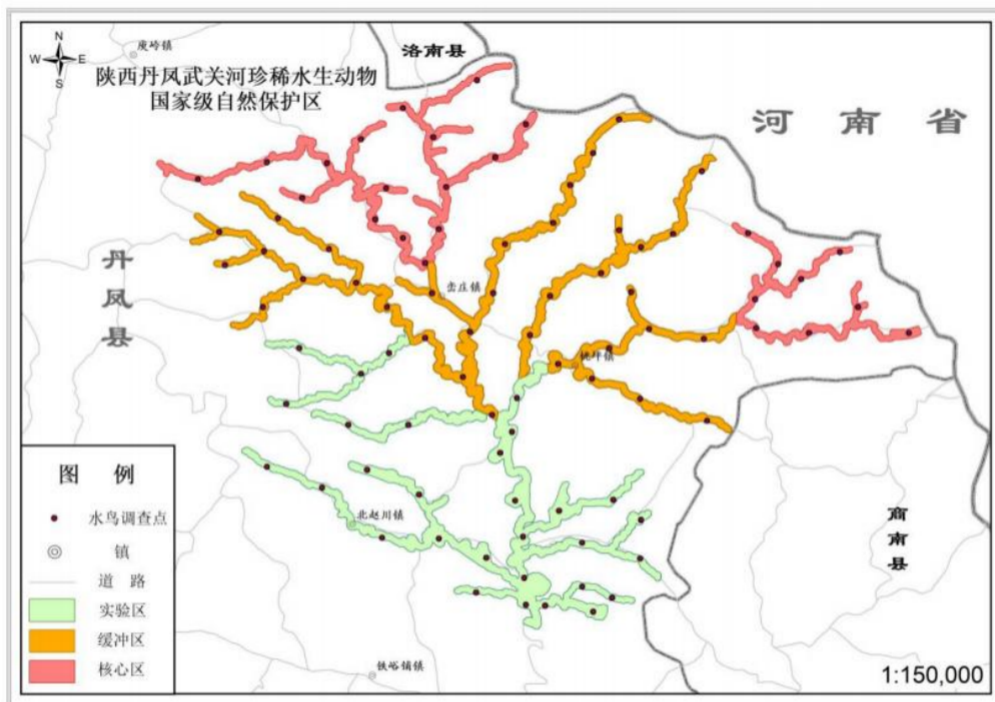 N
W E
S
庾岭镇
洛南县
陕西丹凤武关河珍稀水生动物
国家级自然保护区
河南省
丹凤县
峦庄镇
桃坪镇
北赵川镇
商南县
铁峪铺镇
图 例
水鸟调查点
镇
道 路
实验区
缓冲区
核心区
1:150,000